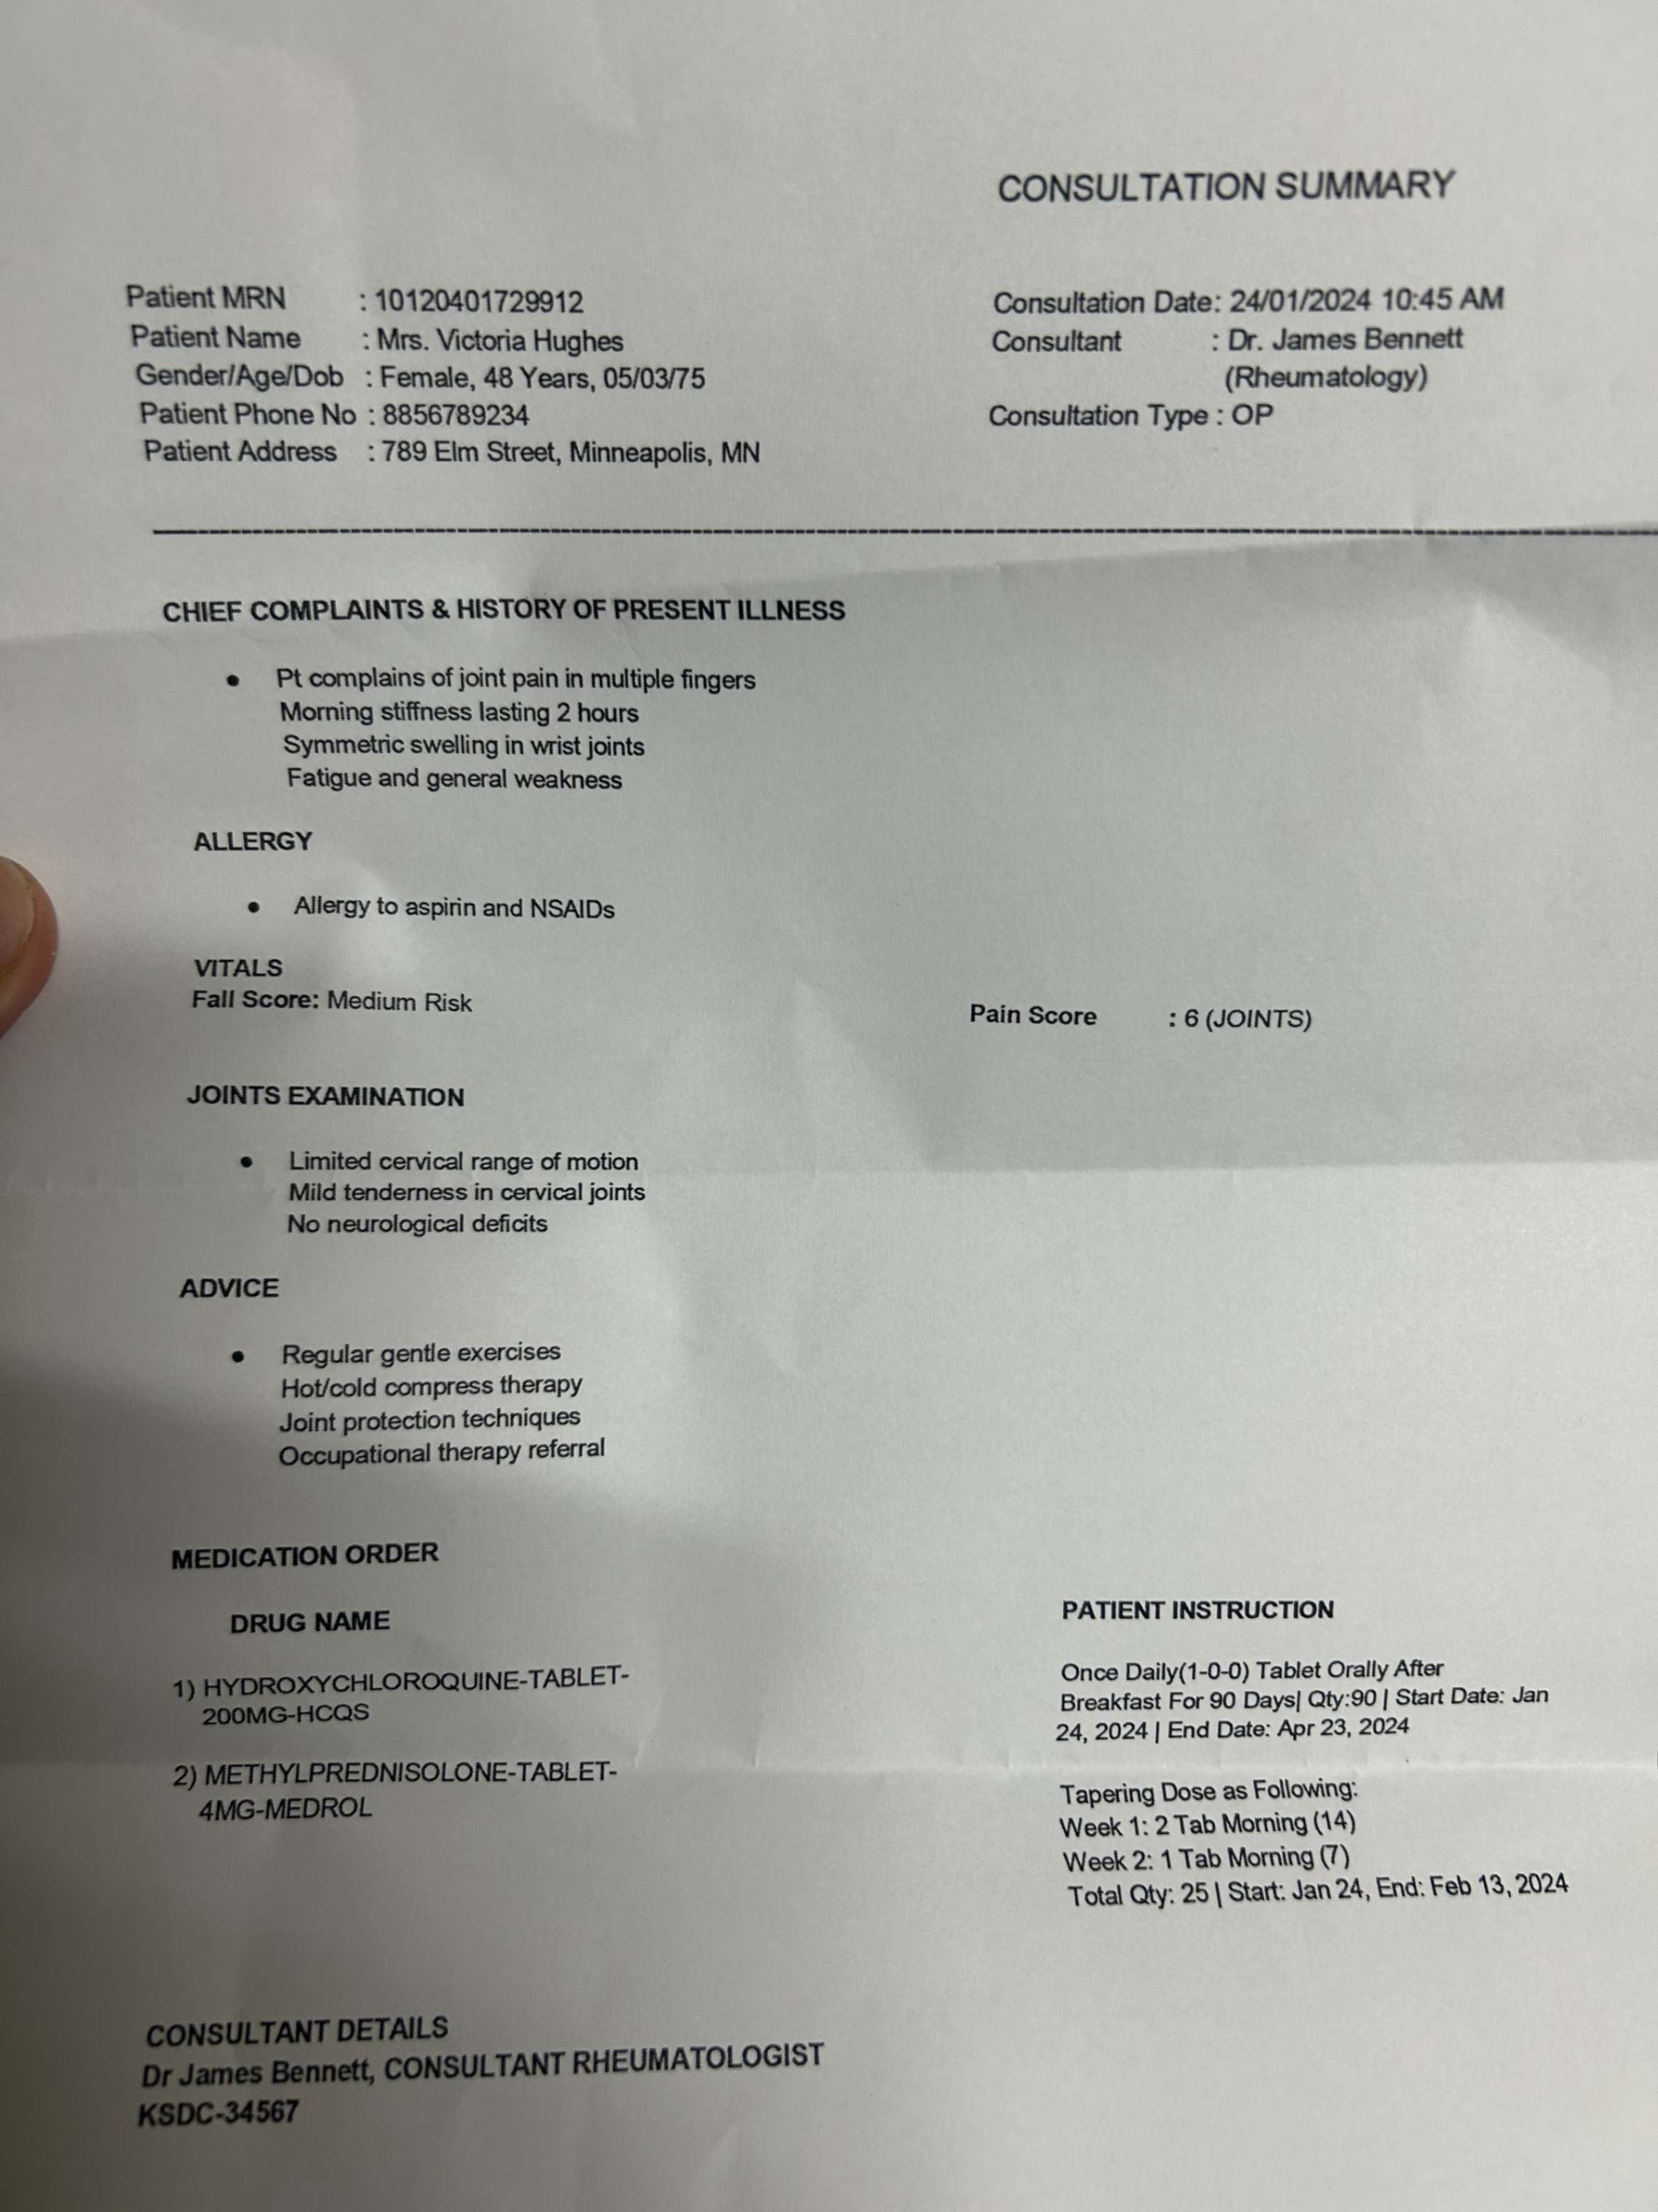 CONSULTATION SUMMARY
Patient MRN : 10120401729912
Patient Name : Mrs. Victoria Hughes
Gender/Age/Dob : Female, 48 Years, 05/03/75
Patient Phone No : 8856789234
Patient Address : 789 Elm Street, Minneapolis, MN
Consultation Date: 24/01/2024 10:45 AM
Consultant : Dr. James Bennett
(Rheumatology)
Consultation Type : OP
CHIEF COMPLAINTS & HISTORY OF PRESENT ILLNESS
• Pt complains of joint pain in multiple fingers
Morning stiffness lasting 2 hours
Symmetric swelling in wrist joints
Fatigue and general weakness
ALLERGY
• Allergy to aspirin and NSAIDs
VITALS
Fall Score: Medium Risk
Pain Score : 6 (JOINTS)
JOINTS EXAMINATION
• Limited cervical range of motion
Mild tenderness in cervical joints
No neurological deficits
ADVICE
• Regular gentle exercises
Hot/cold compress therapy
Joint protection techniques
Occupational therapy referral
MEDICATION ORDER
DRUG NAME
1) HYDROXYCHLOROQUINE-TABLET-
200MG-HCQS
2) METHYLPREDNISOLONE-TABLET-
4MG-MEDROL
PATIENT INSTRUCTION
Once Daily(1-0-0) Tablet Orally After
Breakfast For 90 Days| Qty:90 | Start Date: Jan
24, 2024 | End Date: Apr 23, 2024
Tapering Dose as Following:
Week 1: 2 Tab Morning (14)
Week 2: 1 Tab Morning (7)
Total Qty: 25 | Start: Jan 24, End: Feb 13, 2024
CONSULTANT DETAILS
Dr James Bennett, CONSULTANT RHEUMATOLOGIST
KSDC-34567